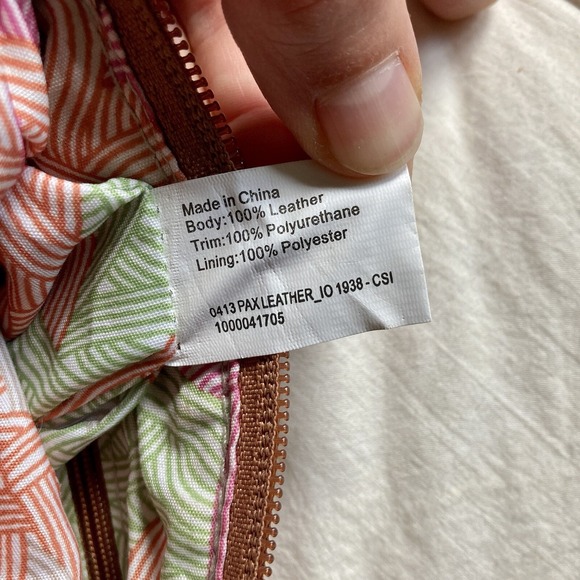 Made in China
Body:100% Leather
Trim:100% Polyurethane
Lining:100% Polyester
0413 PAX LEATHER_IO 1938 - CSI
1000041705